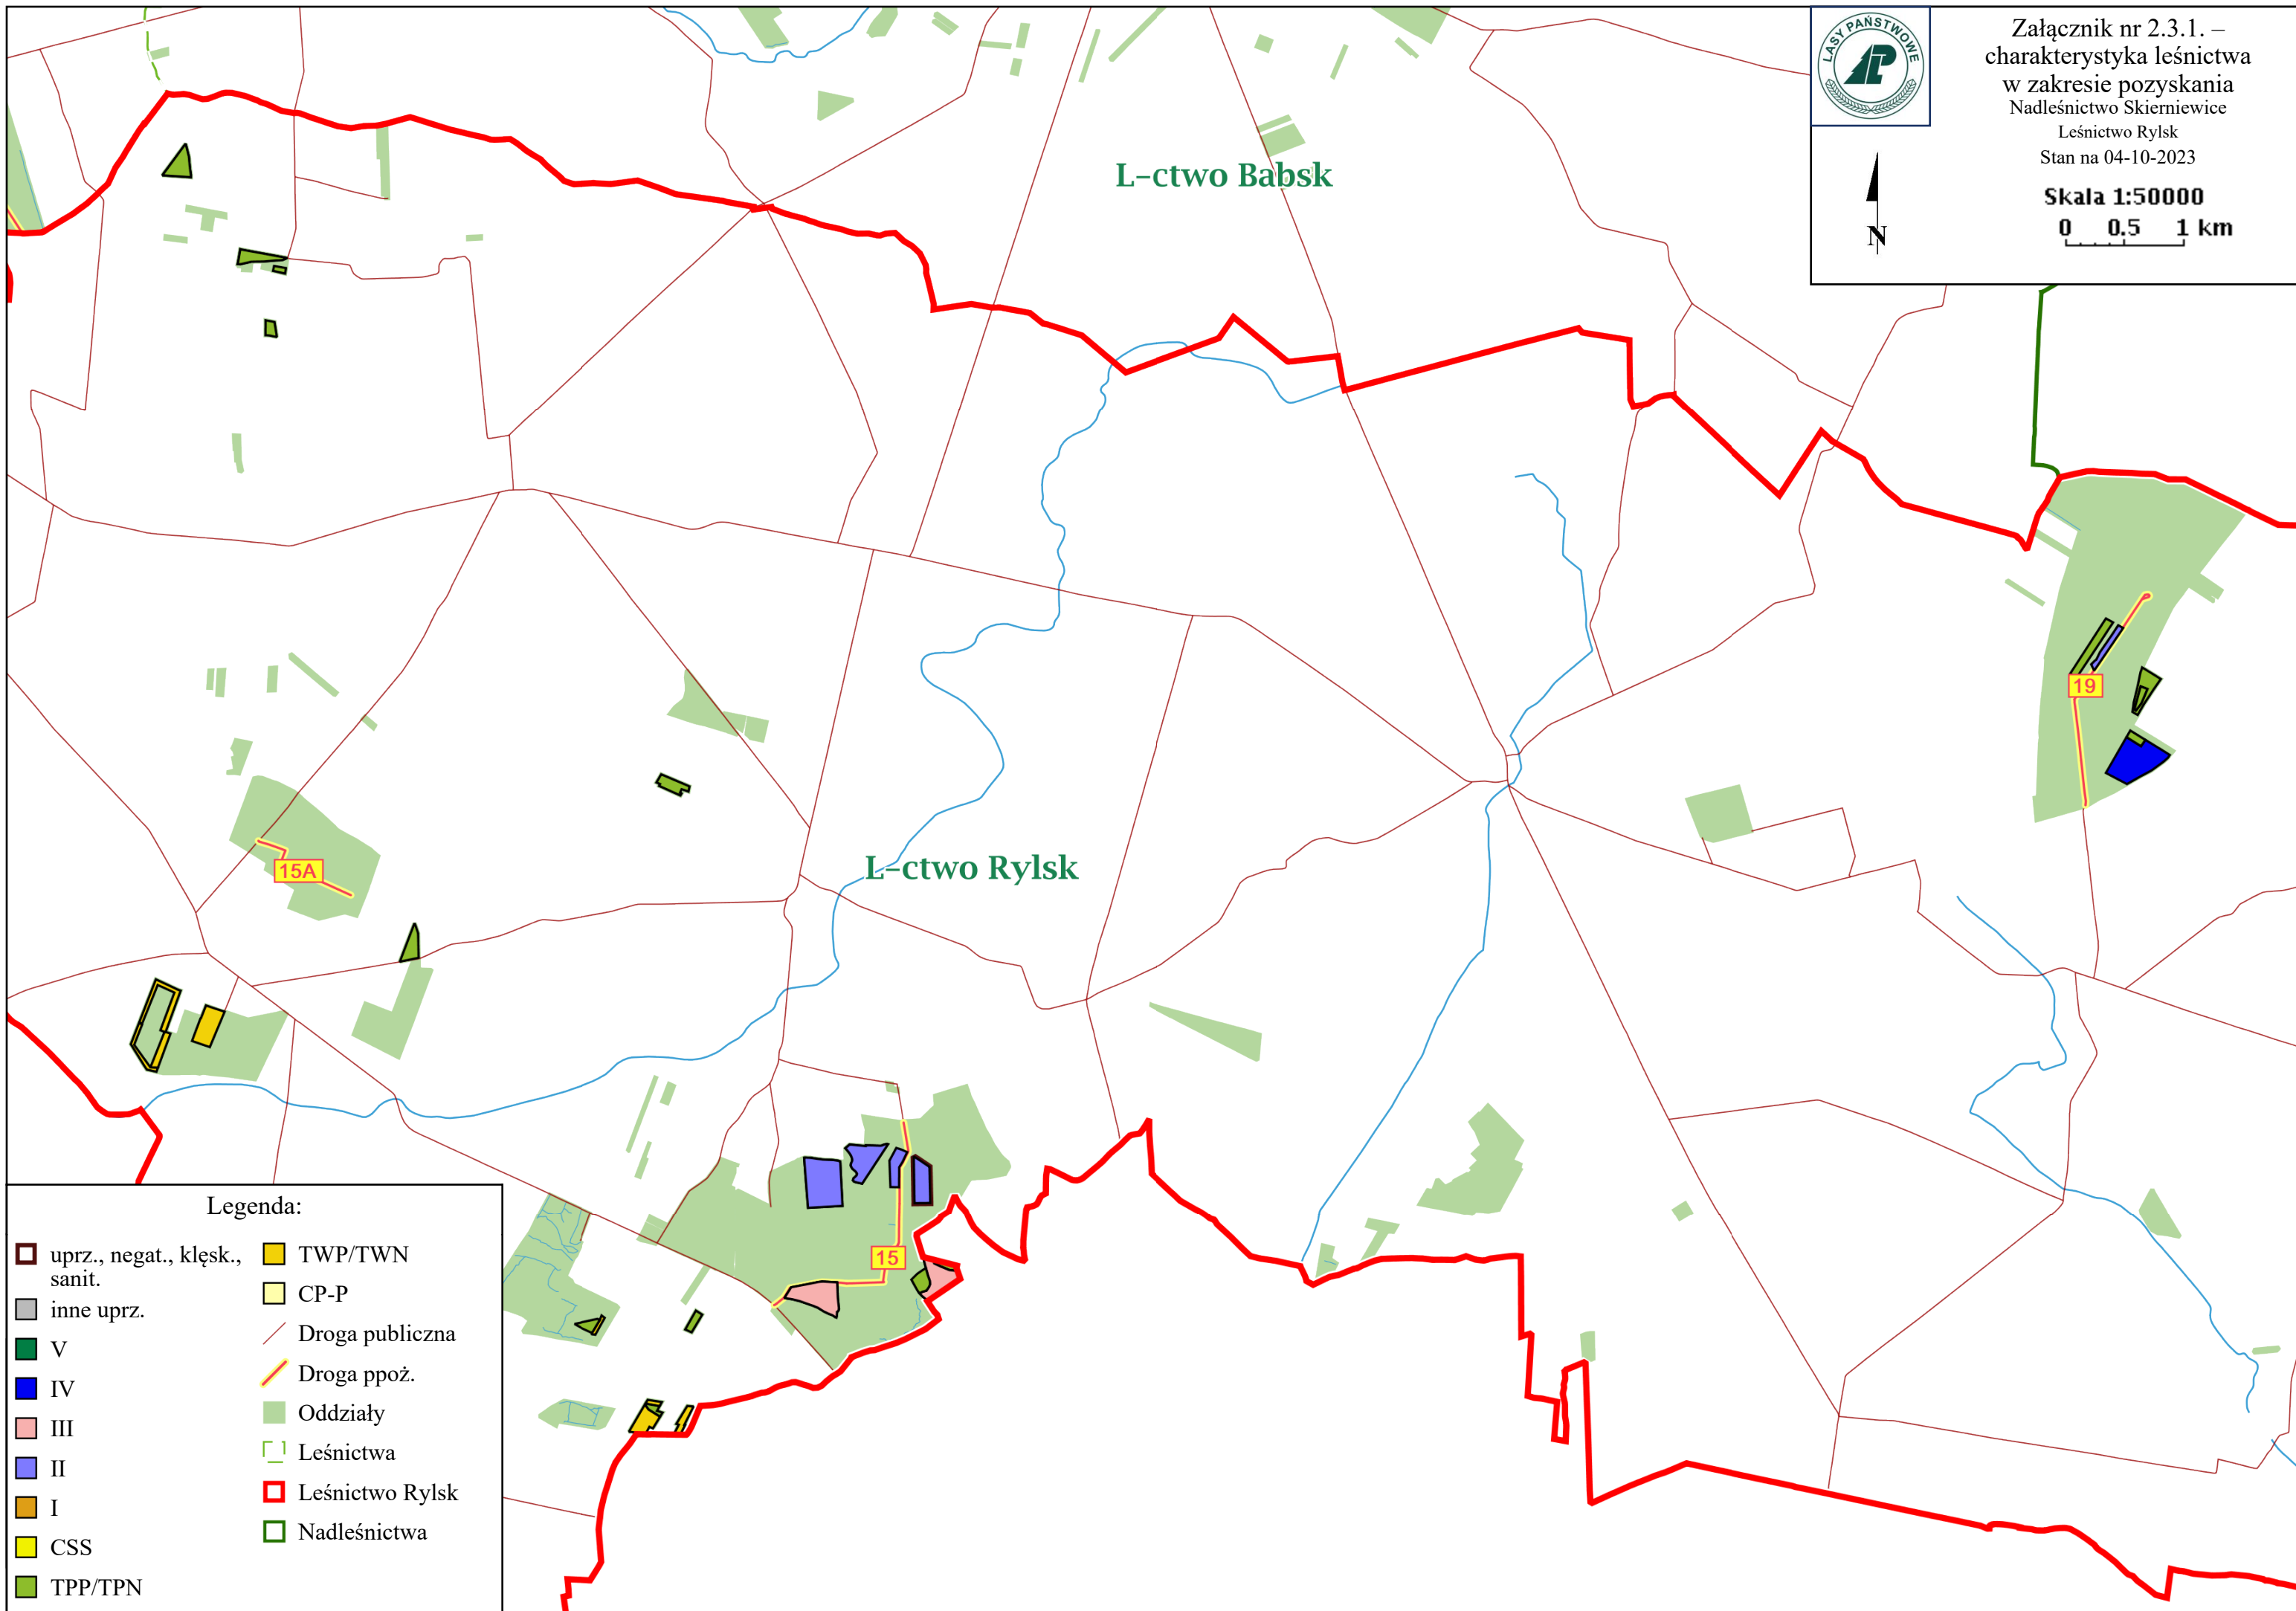 LASY PAŃSTWOWE
Załącznik nr 2.3.1. –
charakterystyka leśnictwa
w zakresie pozyskania
Nadleśnictwo Skierniewice
Leśnictwo Rylsk
Stan na 04-10-2023
Skala 1:50000
0 0.5 1 km
N
L-ctwo Babsk
19
L-ctwo Rylsk
15A
15
Legenda:
uprz., negat., klęsk.,
sanit.
inne uprz.
V
IV
III
II
I
CSS
TPP/TPN
TWP/TWN
CP-P
Droga publiczna
Droga ppoż.
Oddziały
Leśnictwa
Leśnictwo Rylsk
Nadleśnictwa